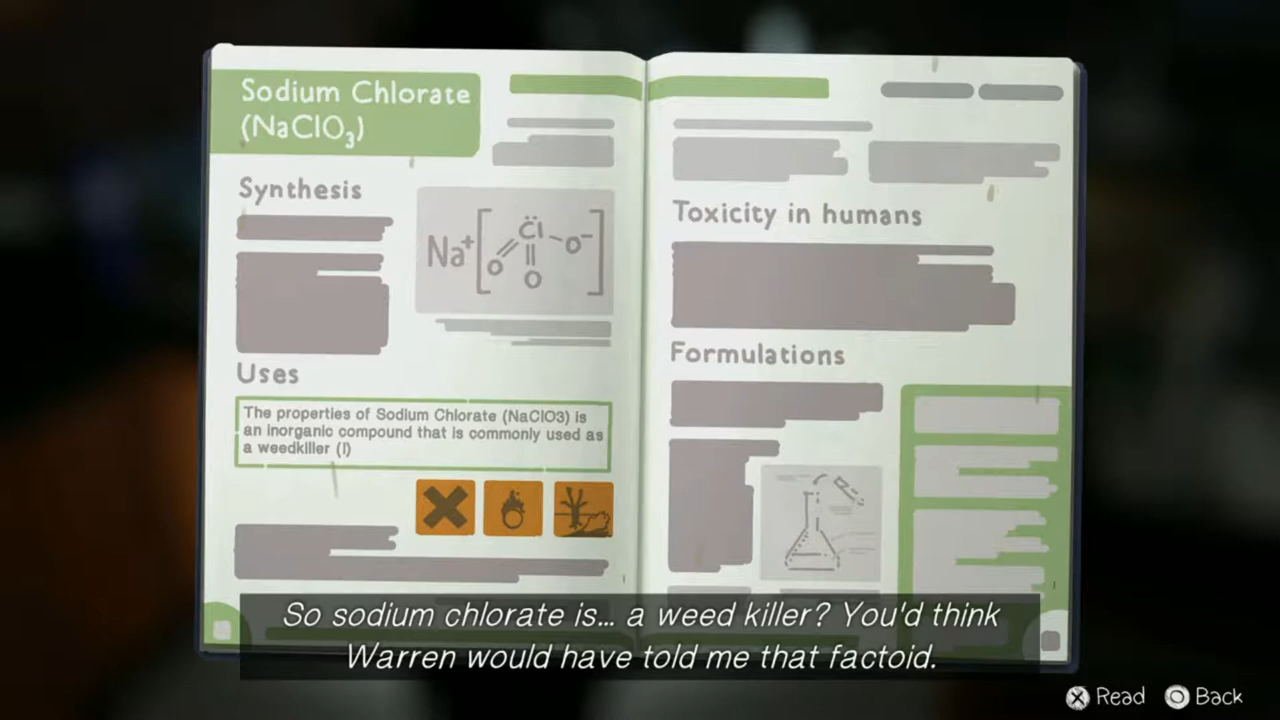 Sodium Chlorate
(NaClO₃)
Synthesis
Na⁺
C̈l
O
O
O⁻
Uses
The properties of Sodium Chlorate (NaClO3) is
an inorganic compound that is commonly used as
a weedkiller (!)
Toxicity in humans
Formulations
So sodium chlorate is... a weed killer? You'd think
Warren would have told me that factoid.
Read
Back